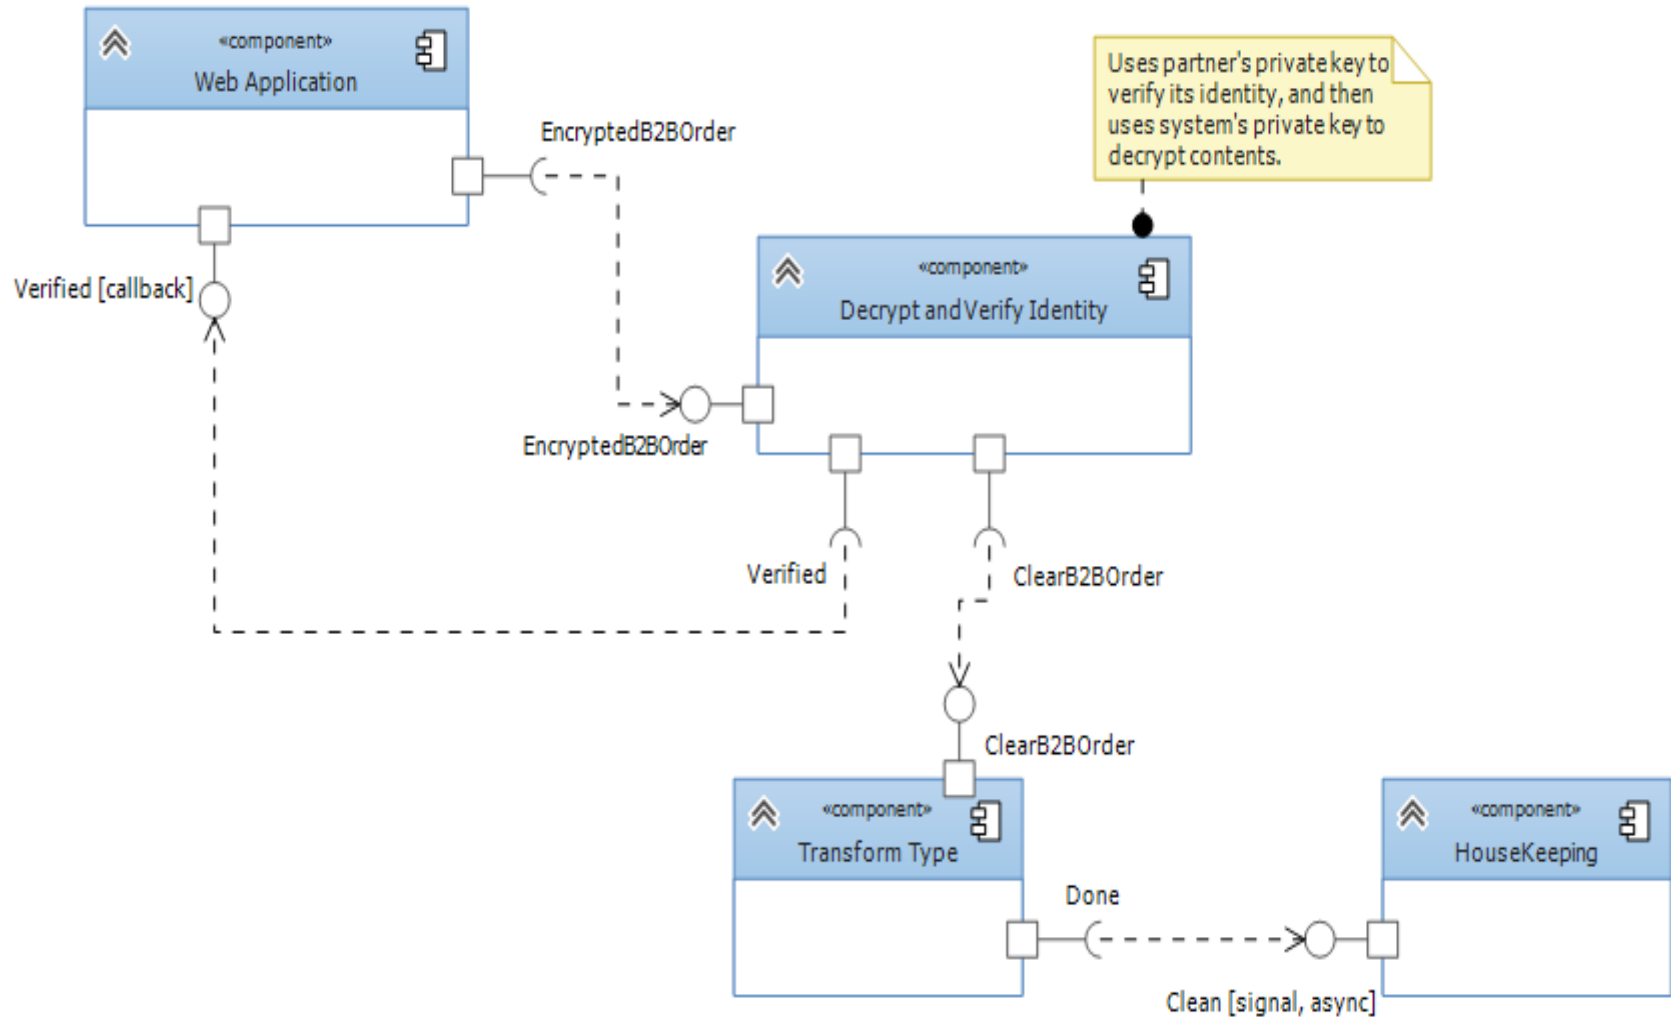 «component»
Web Application
EncryptedB2BOrder
Uses partner's private key to
verify its identity, and then
uses system's private key to
decrypt contents.
Verified [callback]
«component»
Decrypt and Verify Identity
EncryptedB2BOrder
Verified
ClearB2BOrder
ClearB2BOrder
«component»
Transform Type
«component»
HouseKeeping
Done
Clean [signal, async]